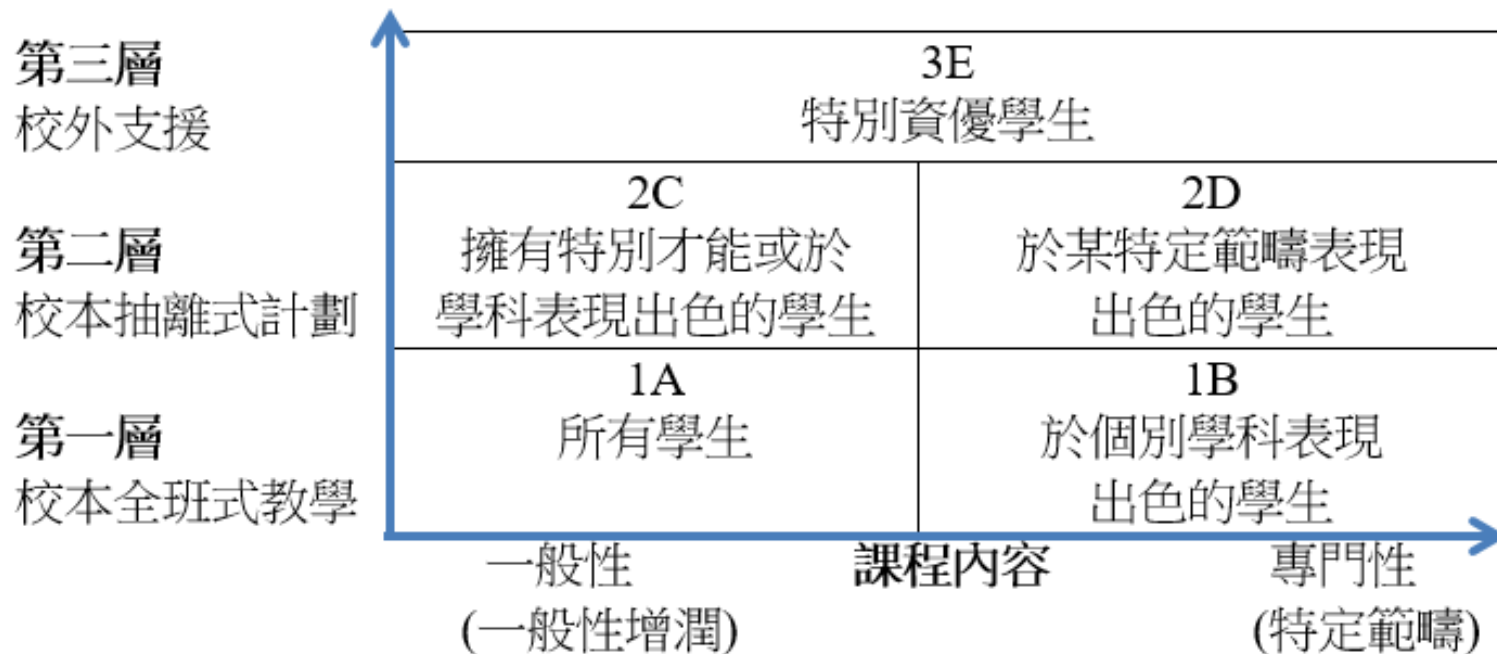 第三層
校外支援
3E
特別資優學生
第二層
校本抽離式計劃
2C
擁有特別才能或於
學科表現出色的學生
2D
於某特定範疇表現
出色的學生
第一層
校本全班式教學
1A
所有學生
1B
於個別學科表現
出色的學生
一般性
(一般性增潤)
課程內容
專門性
(特定範疇)